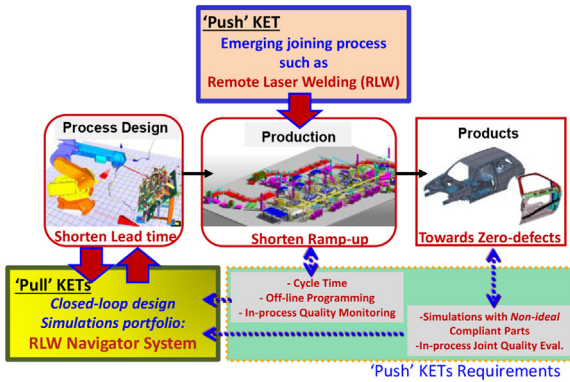 ‘Push’ KET
Emerging joining process
such as
Remote Laser Welding (RLW)
Process Design
Shorten Lead time
Production
Shorten Ramp-up
Products
Towards Zero-defects
‘Pull’ KETs
Closed-loop design
Simulations portfolio:
RLW Navigator System
- Cycle Time
- Off-line Programming
- In-process Quality Monitoring
-Simulations with Non-ideal
Compliant Parts
-In-process Joint Quality Eval.
‘Push’ KETs Requirements